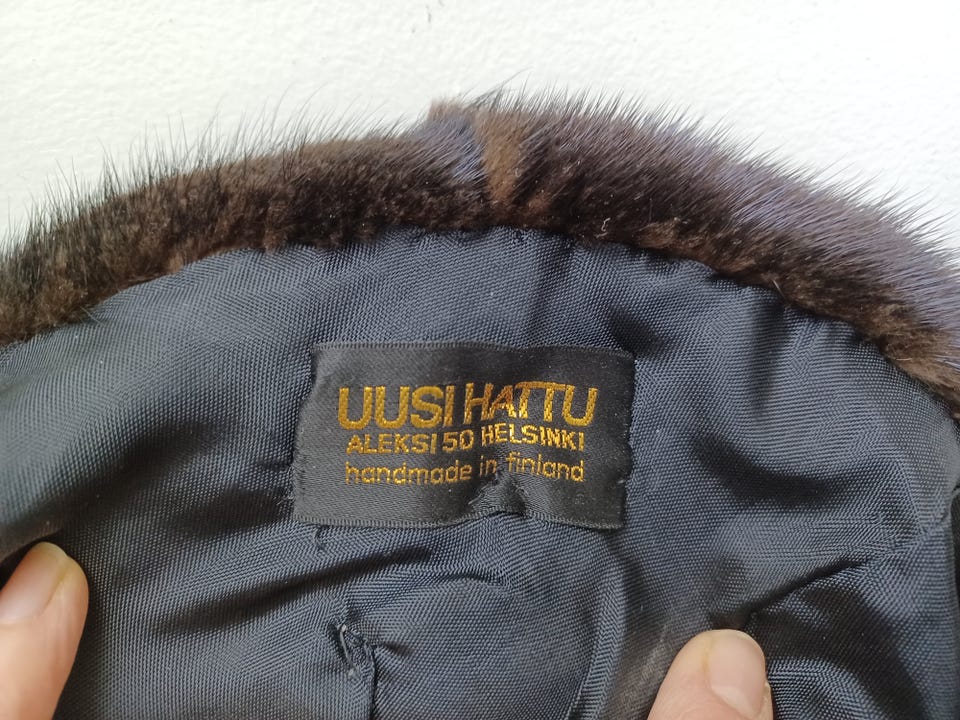 UUSI HATTU
ALEKSI 50 HELSINKI
handmade in finland